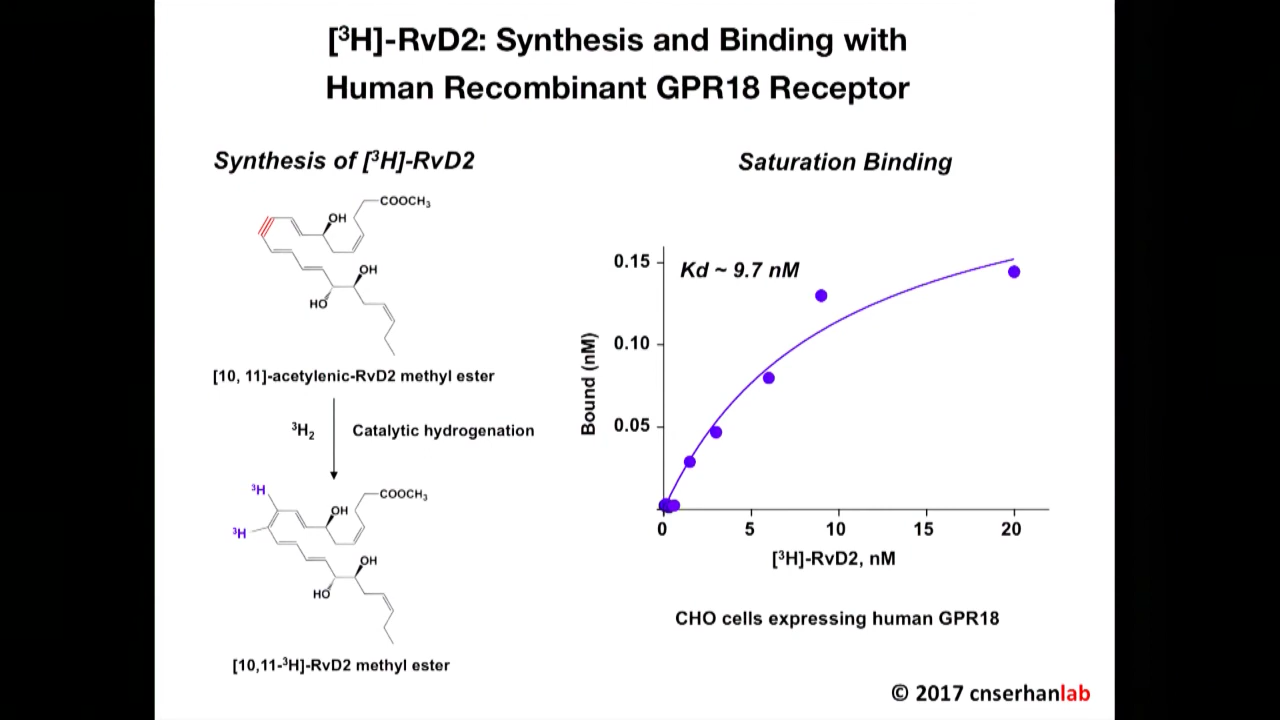 [³H]-RvD2: Synthesis and Binding with
Human Recombinant GPR18 Receptor
Synthesis of [³H]-RvD2
COOCH₃
OH
OH
HO
[10, 11]-acetylenic-RvD2 methyl ester
³H₂
Catalytic hydrogenation
³H
COOCH₃
OH
³H
OH
HO
[10,11-³H]-RvD2 methyl ester
Saturation Binding
Kd ~ 9.7 nM
Bound (nM)
0.15
0.10
0.05
0 5 10 15 20
[³H]-RvD2, nM
CHO cells expressing human GPR18
© 2017 cnserhanlab